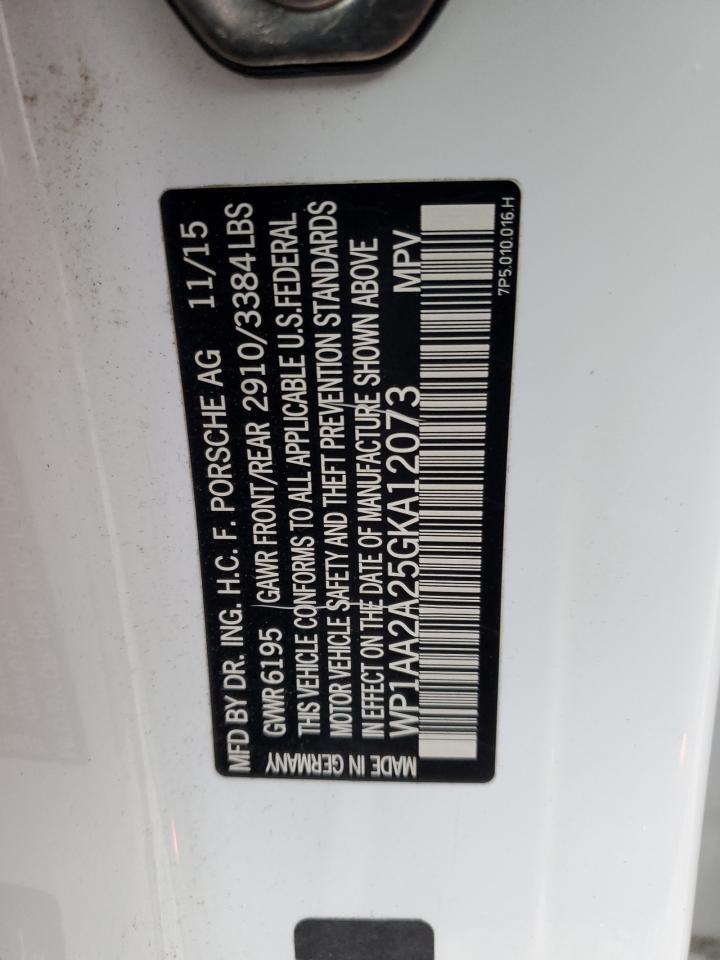 MFD BY DR. ING. H.C. F. PORSCHE AG 11/15
GVWR 6195 GAWR FRONT/REAR 2910/3384 LBS
THIS VEHICLE CONFORMS TO ALL APPLICABLE U.S. FEDERAL
MOTOR VEHICLE SAFETY AND THEFT PREVENTION STANDARDS
IN EFFECT ON THE DATE OF MANUFACTURE SHOWN ABOVE
WP1AA2A25GKA12073 MPV
MADE IN GERMANY
7P5.010.016.H